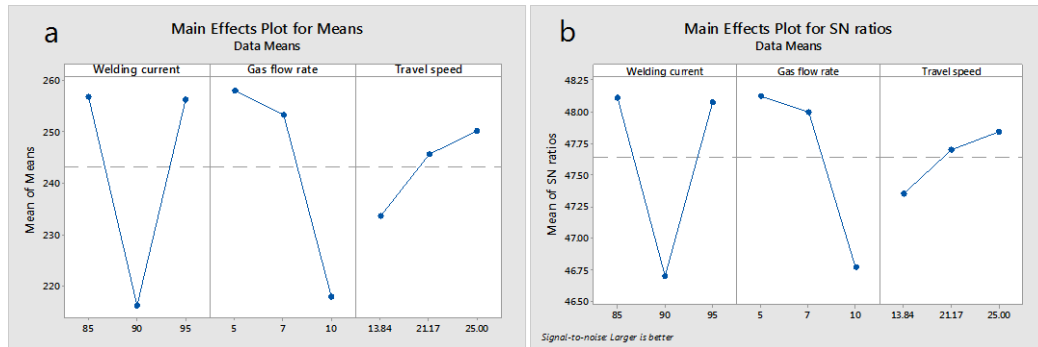 a
Main Effects Plot for Means
Data Means
Welding current Gas flow rate Travel speed
Mean of Means
260
250
240
230
220
85 90 95 5 7 10 13.84 21.17 25.00
b
Main Effects Plot for SN ratios
Data Means
Welding current Gas flow rate Travel speed
Mean of SN ratios
48.25
48.00
47.75
47.50
47.25
47.00
46.75
46.50
85 90 95 5 7 10 13.84 21.17 25.00
Signal-to-noise: Larger is better